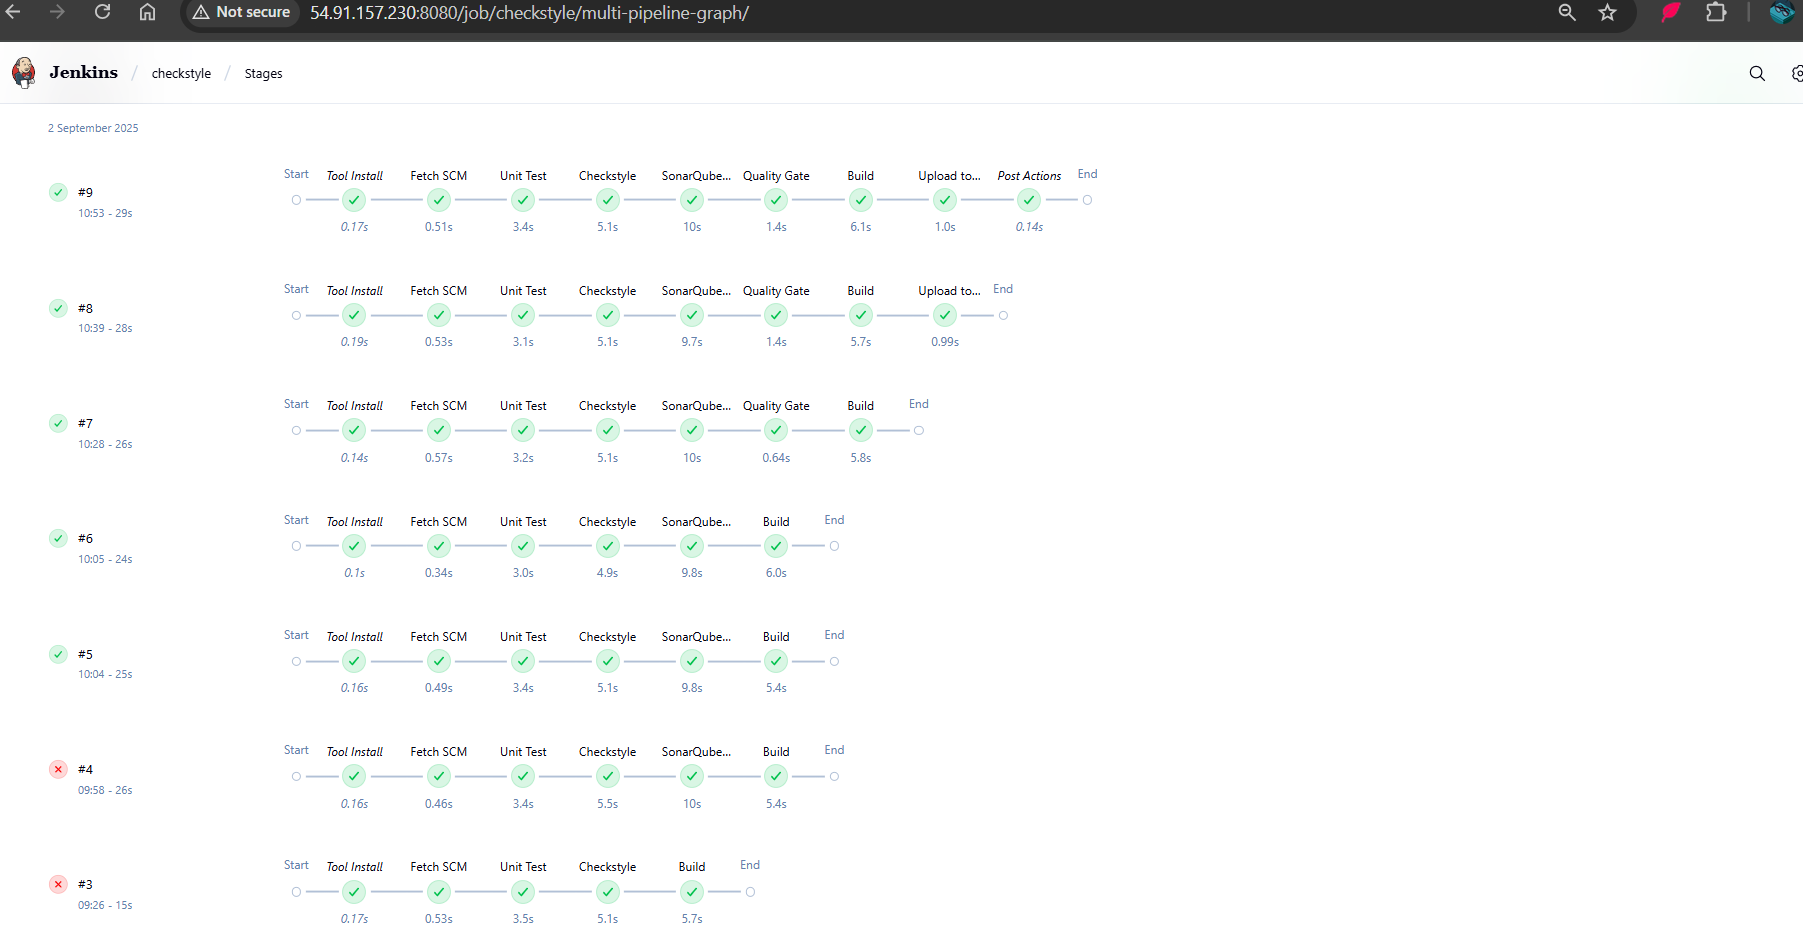 Not secure 54.91.157.230:8080/job/checkstyle/multi-pipeline-graph/
Jenkins / checkstyle / Stages
2 September 2025
Start Tool Install Fetch SCM Unit Test Checkstyle SonarQube... Quality Gate Build Upload to... Post Actions End
#9
10:53 - 29s
0.17s 0.51s 3.4s 5.1s 10s 1.4s 6.1s 1.0s 0.14s
Start Tool Install Fetch SCM Unit Test Checkstyle SonarQube... Quality Gate Build Upload to... End
#8
10:39 - 28s
0.19s 0.53s 3.1s 5.1s 9.7s 1.4s 5.7s 0.99s
Start Tool Install Fetch SCM Unit Test Checkstyle SonarQube... Quality Gate Build End
#7
10:28 - 26s
0.14s 0.57s 3.2s 5.1s 10s 0.64s 5.8s
Start Tool Install Fetch SCM Unit Test Checkstyle SonarQube... Build End
#6
10:05 - 24s
0.1s 0.34s 3.0s 4.9s 9.8s 6.0s
Start Tool Install Fetch SCM Unit Test Checkstyle SonarQube... Build End
#5
10:04 - 25s
0.16s 0.49s 3.4s 5.1s 9.8s 5.4s
Start Tool Install Fetch SCM Unit Test Checkstyle SonarQube... Build End
#4
09:58 - 26s
0.16s 0.46s 3.4s 5.5s 10s 5.4s
Start Tool Install Fetch SCM Unit Test Checkstyle Build End
#3
09:26 - 15s
0.17s 0.53s 3.5s 5.1s 5.7s